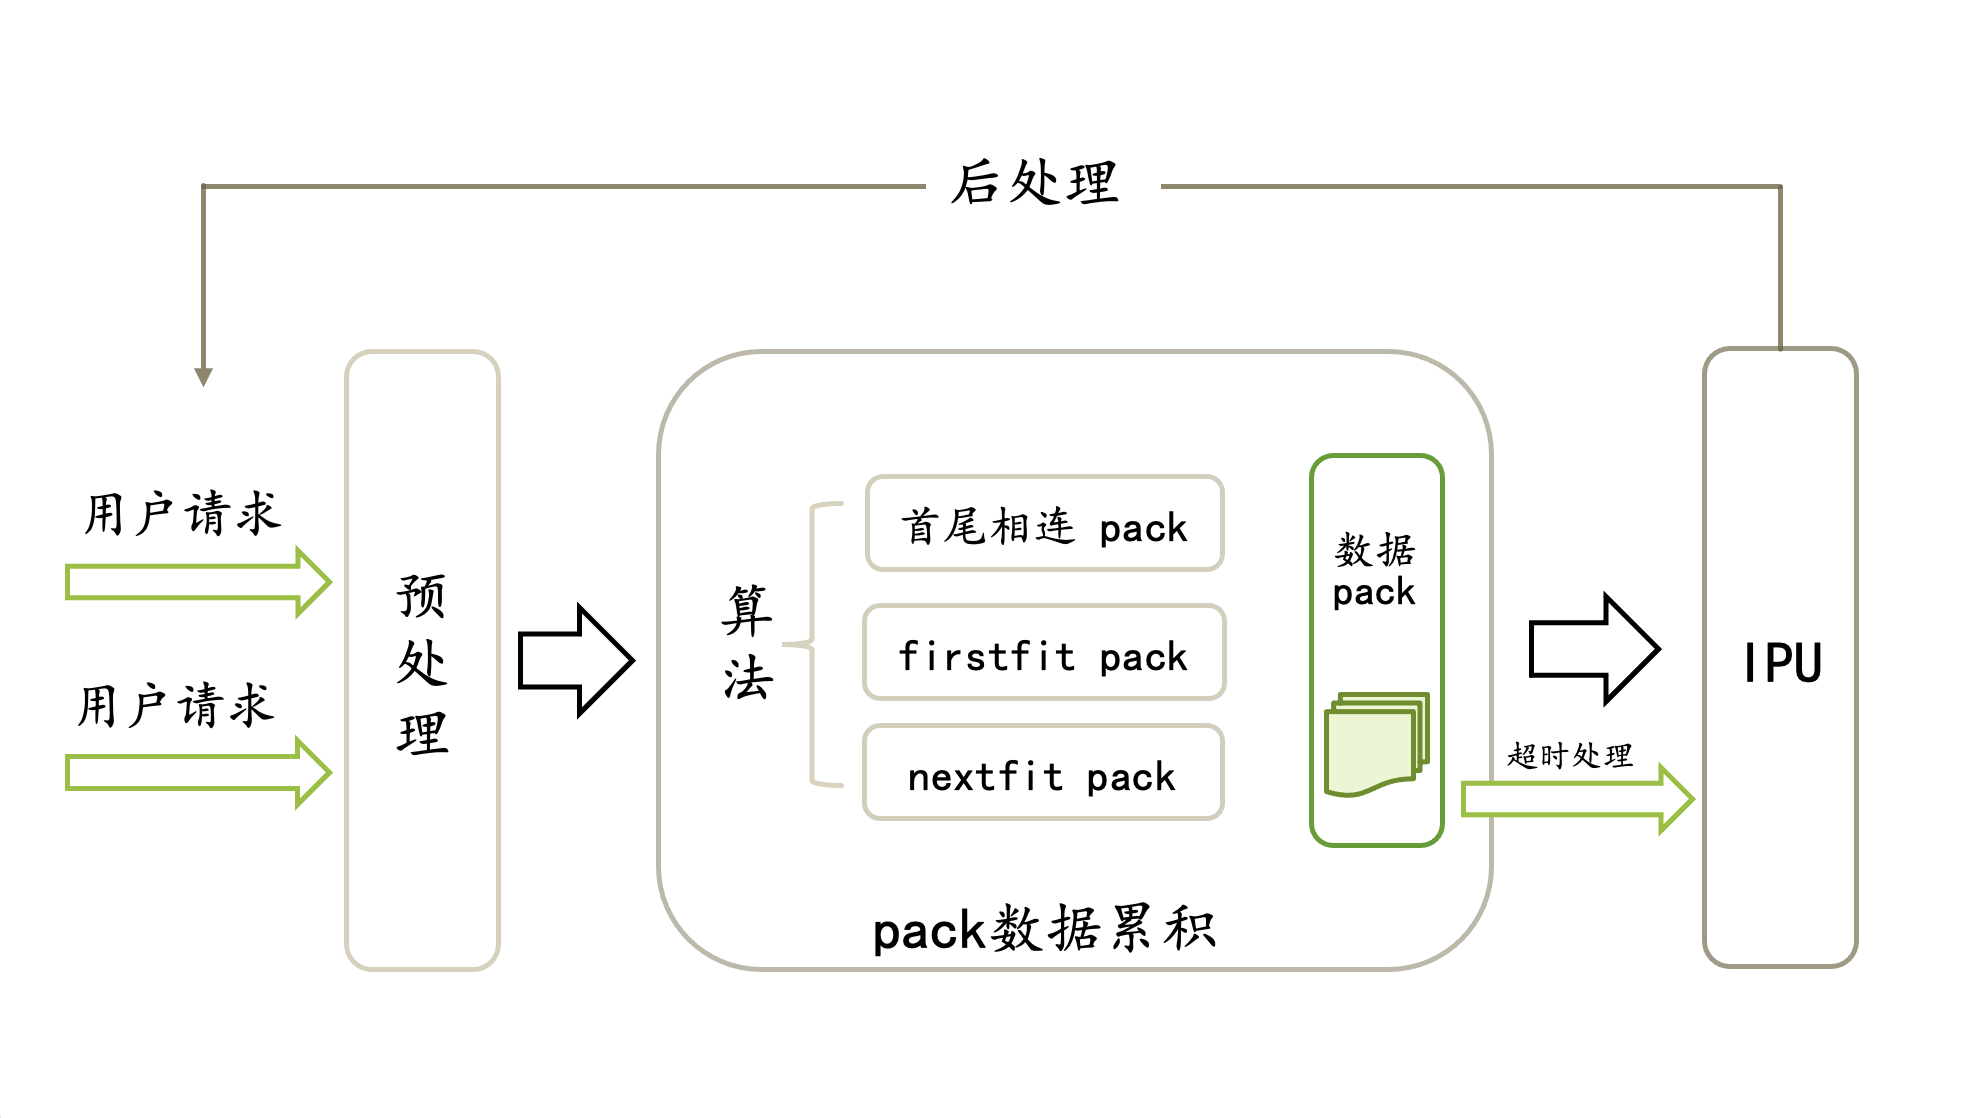 后处理
用户请求
用户请求
预
处
理
算
法
首尾相连 pack
firstfit pack
nextfit pack
数据
pack
pack数据累积
超时处理
IPU